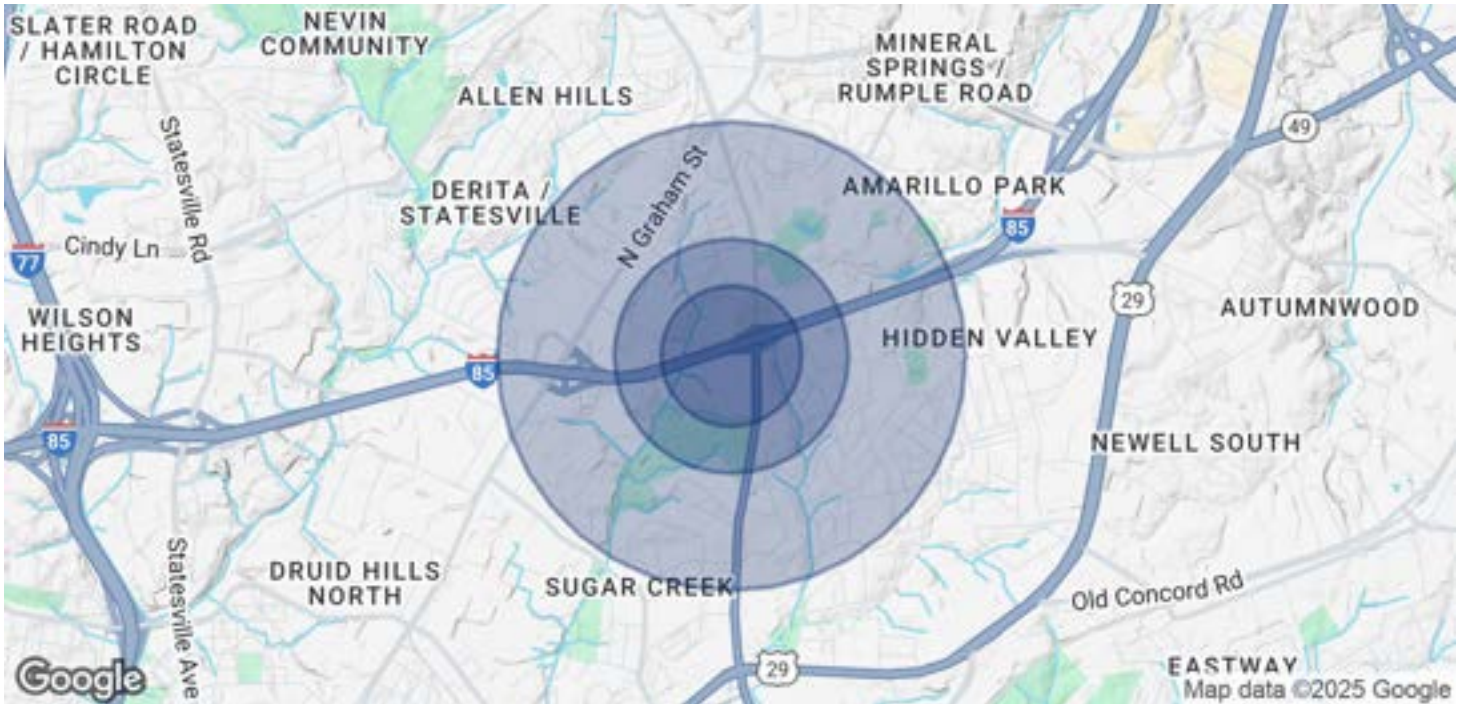 SLATER ROAD
/ HAMILTON
CIRCLE
NEVIN
COMMUNITY
MINERAL
SPRINGS /
RUMPLE ROAD
ALLEN HILLS
49
Statesville Rd
N Graham St
DERITA /
STATESVILLE
AMARILLO PARK
85
Cindy Ln
77
29
AUTUMNWOOD
WILSON
HEIGHTS
HIDDEN VALLEY
85
85
NEWELL SOUTH
DRUID HILLS
NORTH
SUGAR CREEK
Old Concord Rd
Statesville Ave
29
EASTWAY
Google
Map data ©2025 Google